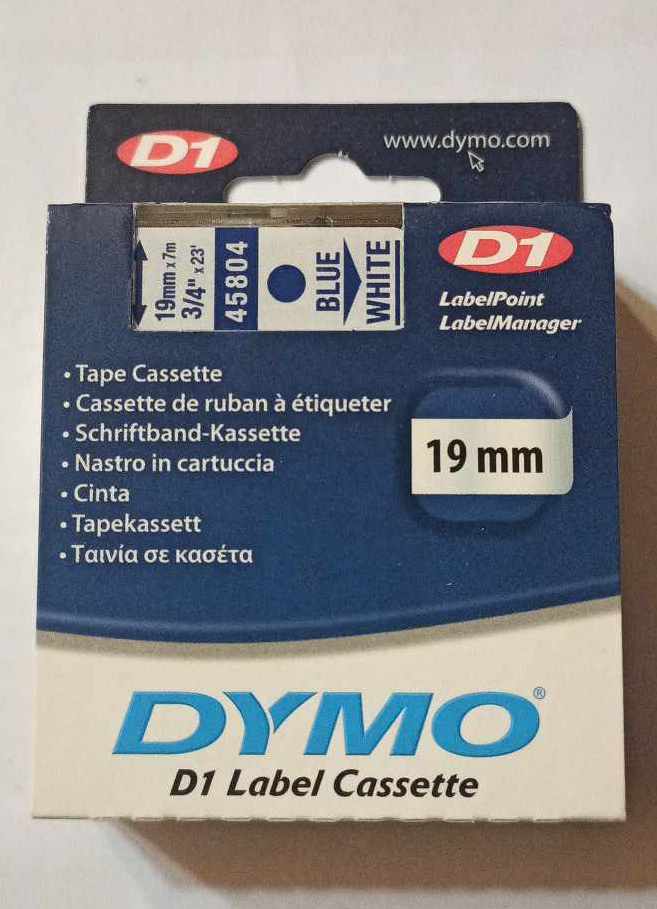 D1
www.dymo.com
19mm x 7m
3/4" x 23'
45804
BLUE
WHITE
D1
LabelPoint
LabelManager
• Tape Cassette
• Cassette de ruban à étiqueter
• Schriftband-Kassette
• Nastro in cartuccia
• Cinta
• Tapekassett
• Ταινία σε κασέτα
19 mm
DYMO®
D1 Label Cassette